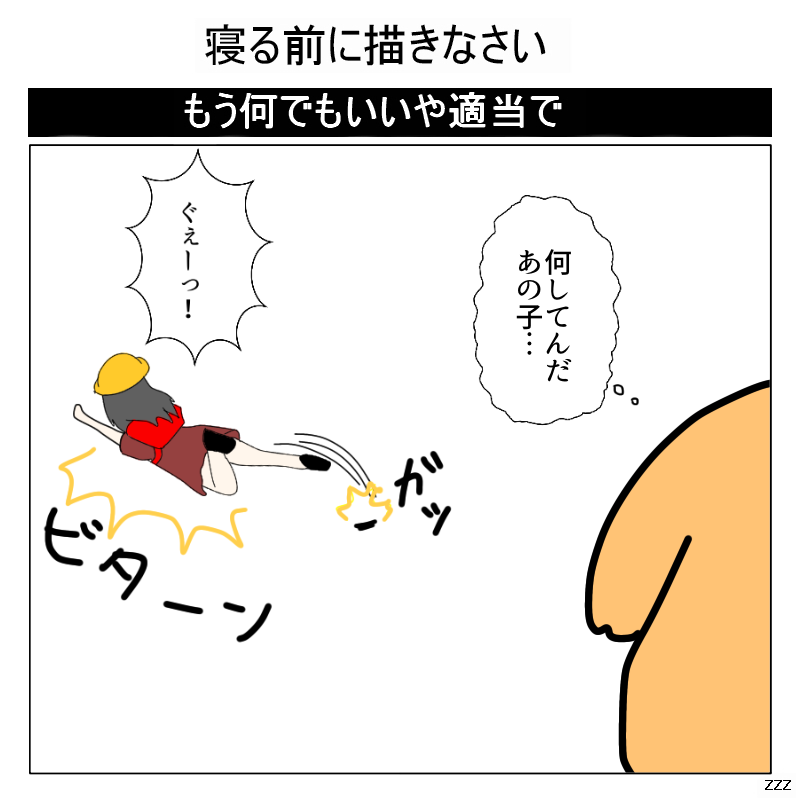 寝る前に描きなさい
もう何でもいいや適当で
何してんだ
あの子…
ぐぇーっ！
ガッ
ビターン
zzz